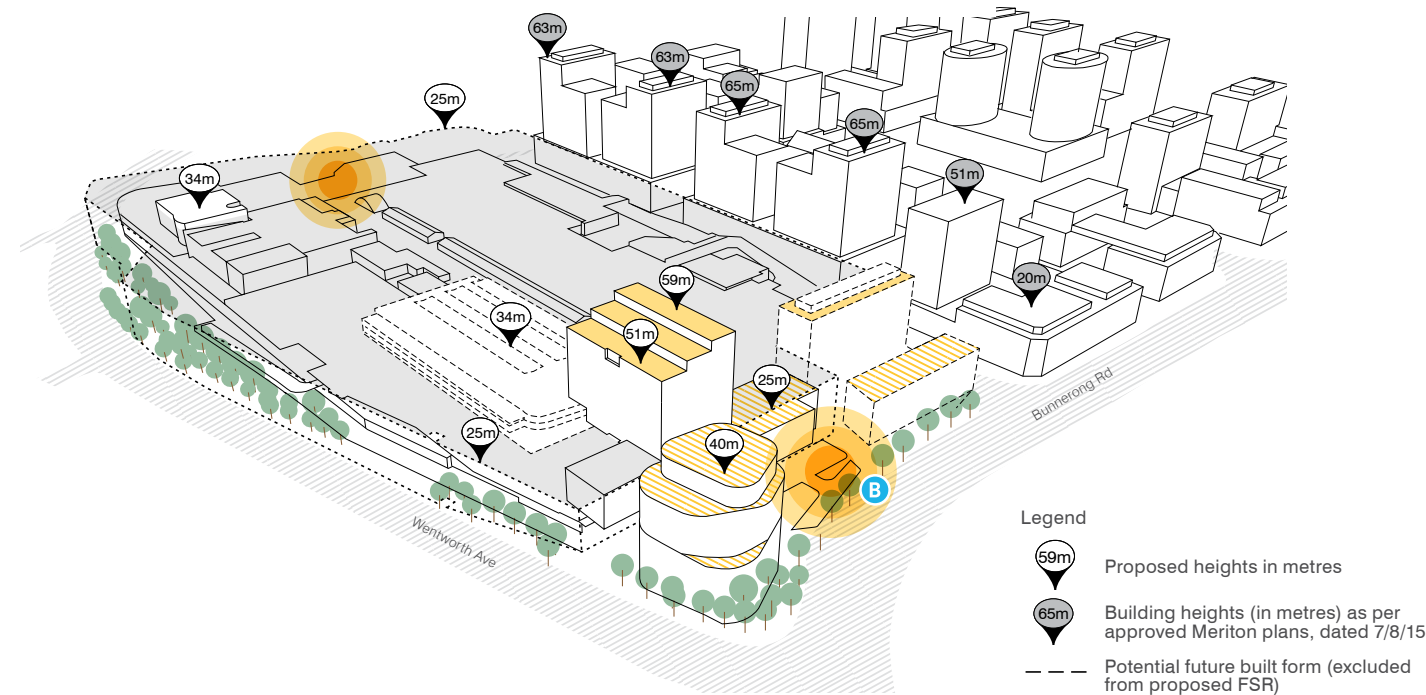 63m
63m
65m
25m
65m
34m
51m
59m
20m
34m
51m
25m
Bunnerong Rd
25m
40m
B
Wentworth Ave
Legend
59m
Proposed heights in metres
65m
Building heights (in metres) as per
approved Meriton plans, dated 7/8/15
Potential future built form (excluded
from proposed FSR)